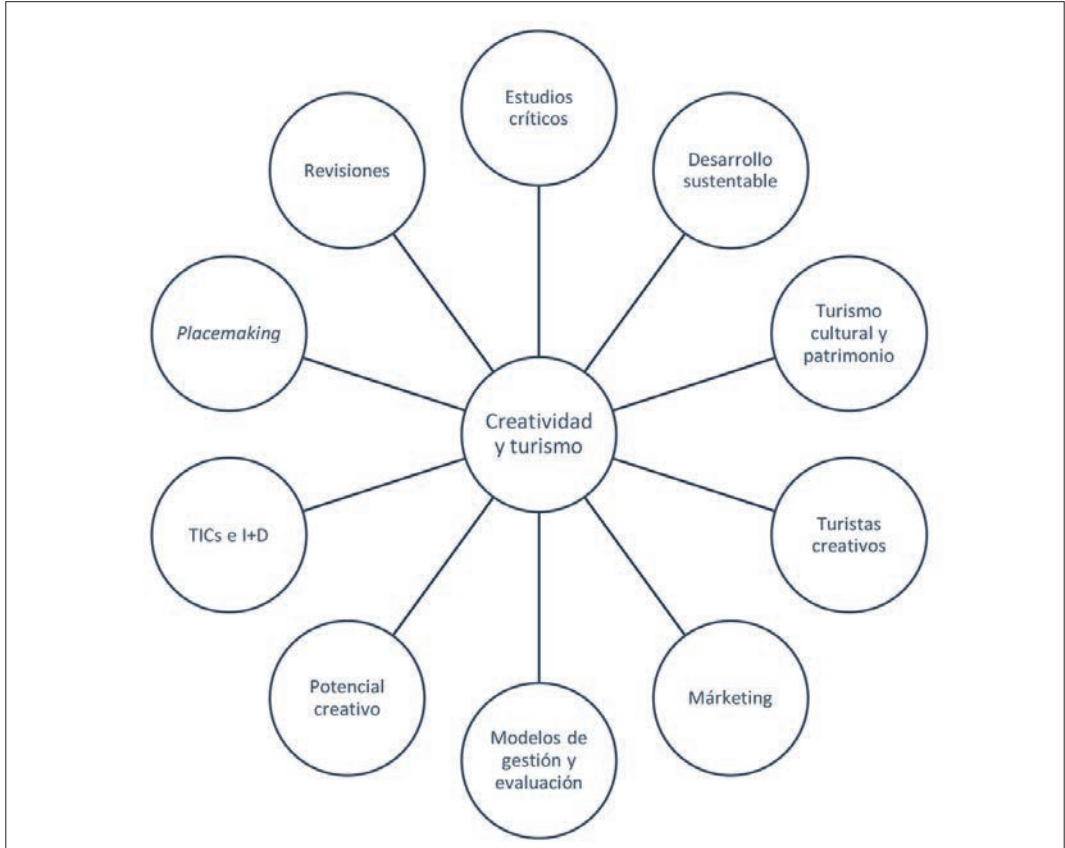 Estudios
críticos
Revisiones
Desarrollo
sustentable
Placemaking
Turismo
cultural y
patrimonio
Creatividad
y turismo
TICs e I+D
Turistas
creativos
Potencial
creativo
Márketing
Modelos de
gestión y
evaluación